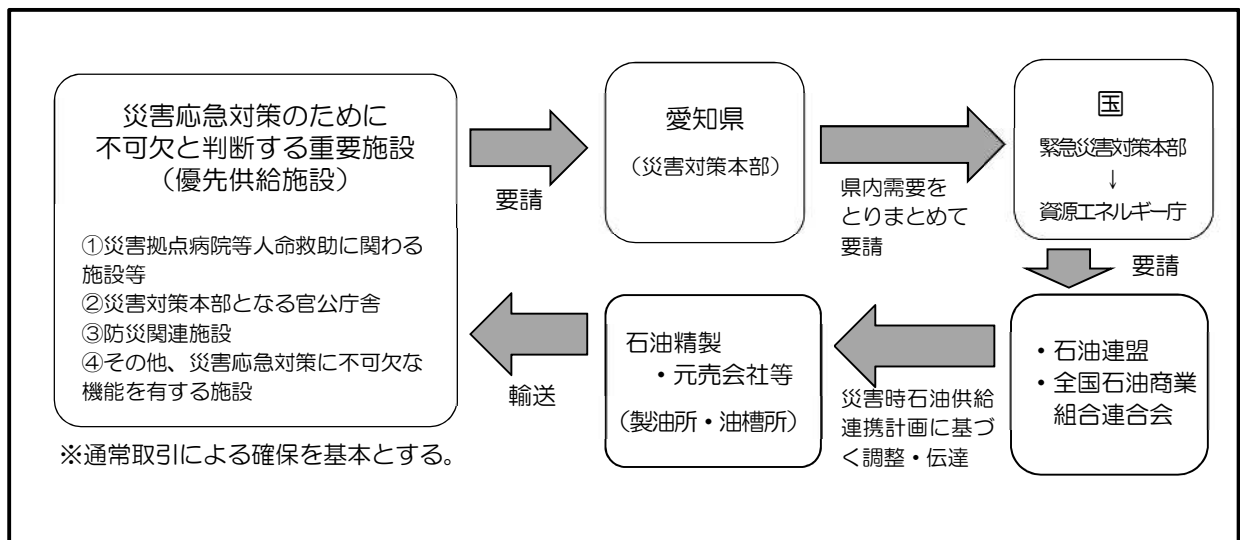 災害応急対策のために
不可欠と判断する重要施設
（優先供給施設）
①災害拠点病院等人命救助に関わる
施設等
②災害対策本部となる官公庁舎
③防災関連施設
④その他、災害応急対策に不可欠な
機能を有する施設
※通常取引による確保を基本とする。
要請
愛知県
（災害対策本部）
県内需要を
とりまとめて
要請
国
緊急災害対策本部
↓
資源エネルギー庁
要請
・石油連盟
・全国石油商業
組合連合会
災害時石油供給
連携計画に基づ
く調整・伝達
石油精製
・元売会社等
（製油所・油槽所）
輸送